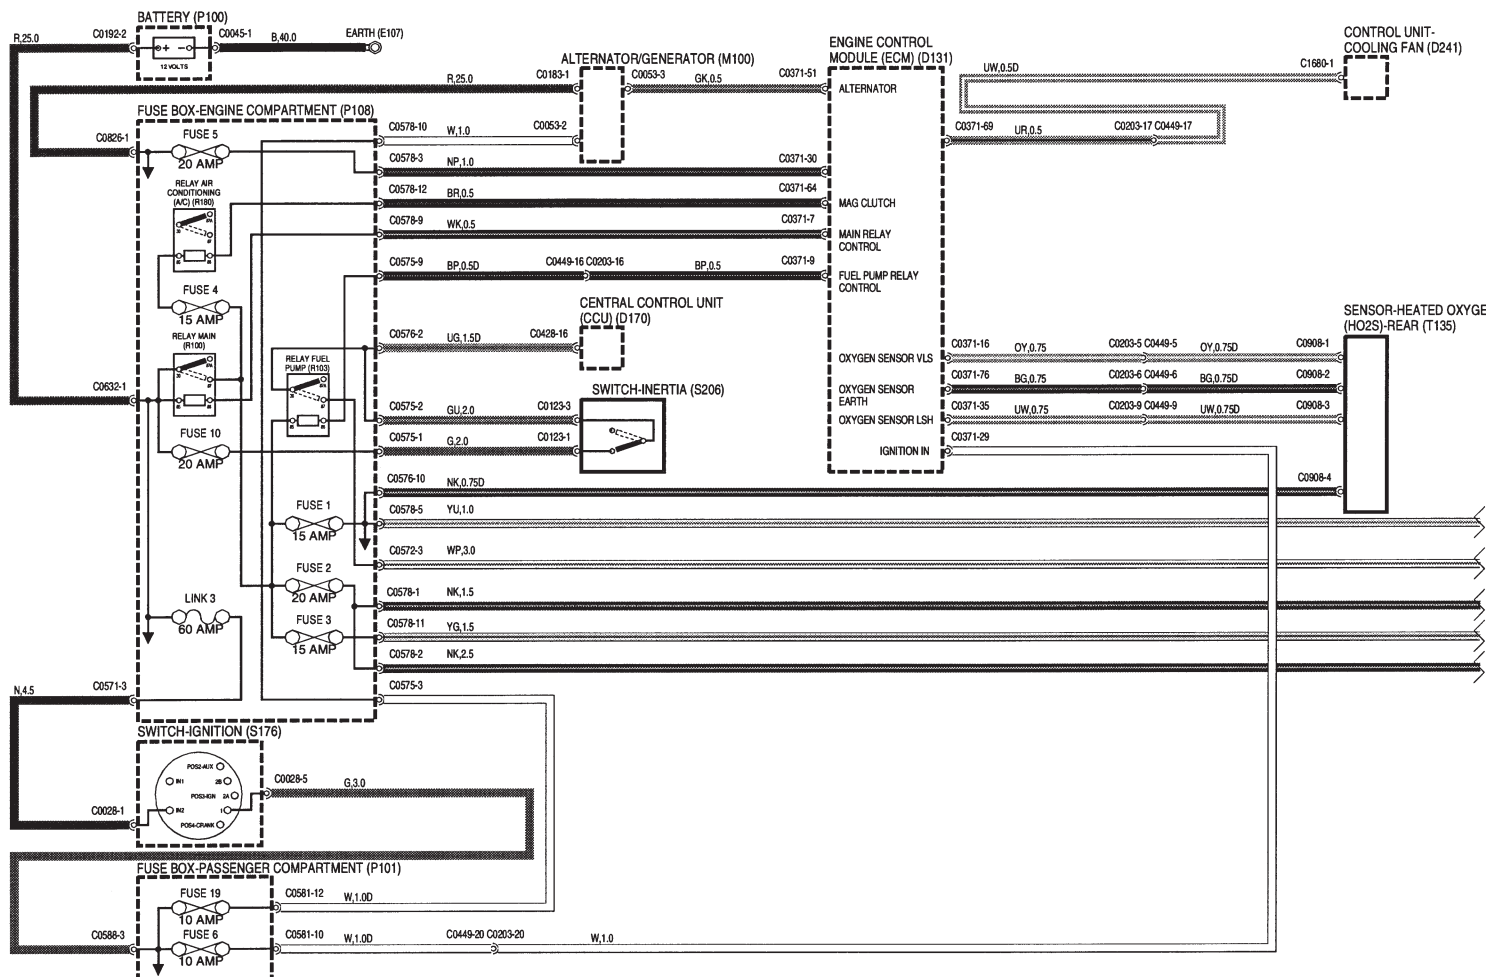 BATTERY (P100)
R,25.0
C0192-2
C0045-1
B,40.0
EARTH (E107)
+ -
12 VOLTS
ALTERNATOR/GENERATOR (M100)
ENGINE CONTROL
MODULE (ECM) (D131)
CONTROL UNIT-
COOLING FAN (D241)
R,25.0
C0183-1
C0053-3
GK,0.5
C0371-51
ALTERNATOR
UW,0.5D
C1680-1
FUSE BOX-ENGINE COMPARTMENT (P108)
C0826-1
FUSE 5
20 AMP
C0578-10
W,1.0
C0053-2
C0371-69
UR,0.5
C0203-17 C0449-17
C0578-3
NP,1.0
C0371-30
RELAY AIR
CONDITIONING
(A/C) (R180)
C0578-12
BR,0.5
C0371-64
MAG CLUTCH
C0578-9
WK,0.5
C0371-7
MAIN RELAY
CONTROL
C0575-9
BP,0.5D
C0449-16 C0203-16
BP,0.5
C0371-9
FUEL PUMP RELAY
CONTROL
FUSE 4
15 AMP
CENTRAL CONTROL UNIT
(CCU) (D170)
SENSOR-HEATED OXYGE
(HO2S)-REAR (T135)
RELAY MAIN
(R100)
RELAY FUEL
PUMP (R103)
C0576-2
UG,1.5D
C0428-16
OXYGEN SENSOR VLS
C0371-16
OY,0.75
C0203-5 C0449-5
OY,0.75D
C0908-1
C0632-1
SWITCH-INERTIA (S206)
OXYGEN SENSOR
EARTH
C0371-76
BG,0.75
C0203-6 C0449-6
BG,0.75D
C0908-2
C0575-2
GU,2.0
C0123-3
OXYGEN SENSOR LSH
C0371-35
UW,0.75
C0203-9 C0449-9
UW,0.75D
C0908-3
FUSE 10
20 AMP
C0575-1
G,2.0
C0123-1
IGNITION IN
C0371-29
C0576-10
NK,0.75D
C0908-4
FUSE 1
15 AMP
C0578-5
YU,1.0
C0572-3
WP,3.0
FUSE 2
20 AMP
C0578-1
NK,1.5
LINK 3
60 AMP
FUSE 3
15 AMP
C0578-11
YG,1.5
C0578-2
NK,2.5
N,4.5
C0571-3
C0575-3
SWITCH-IGNITION (S176)
POS2-AUX
IN1
2B
POS3-IGN
2A
IN2
1
POS4-CRANK
C0028-5
G,3.0
C0028-1
FUSE BOX-PASSENGER COMPARTMENT (P101)
FUSE 19
10 AMP
C0581-12
W,1.0D
C0588-3
FUSE 6
10 AMP
C0581-10
W,1.0D
C0449-20 C0203-20
W,1.0